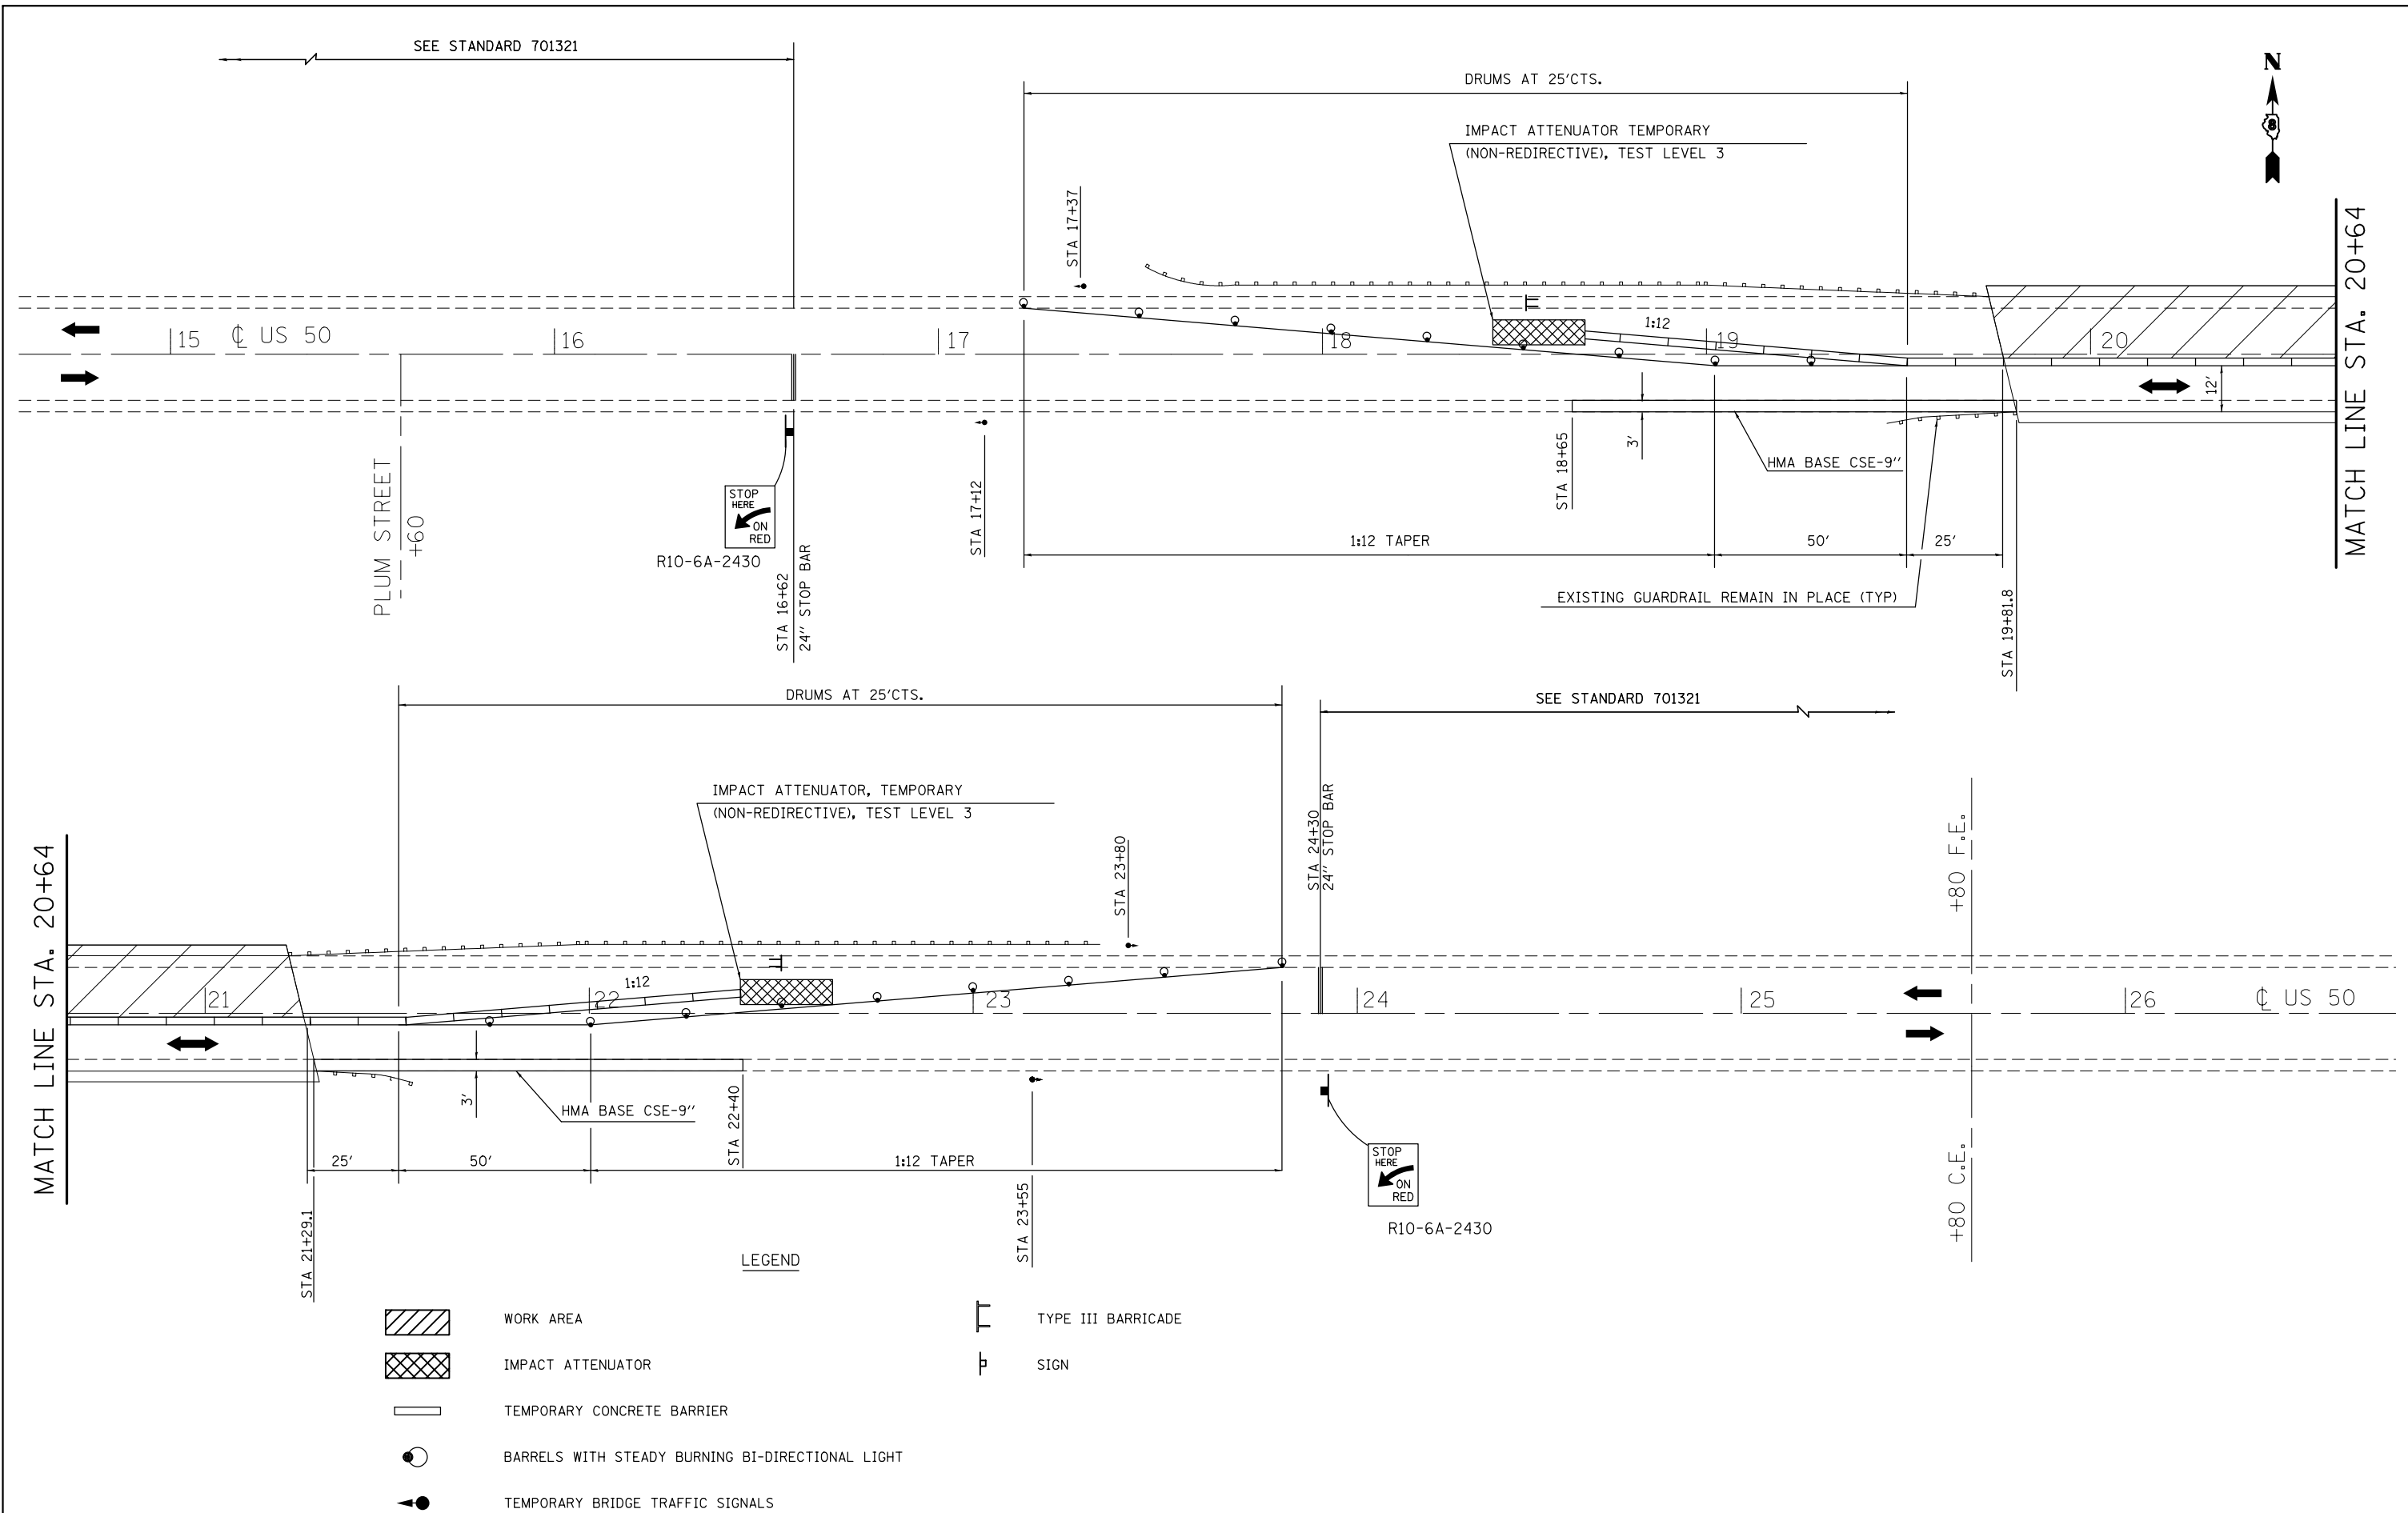 SEE STANDARD 701321
DRUMS AT 25'CTS.
N
8
IMPACT ATTENUATOR TEMPORARY
(NON-REDIRECTIVE), TEST LEVEL 3
STA 17+37
MATCH LINE STA. 20+64
15
℄ US 50
16
17
18
1:12
19
20
12'
PLUM STREET
+60
STOP
HERE
ON
RED
R10-6A-2430
STA 16+62
24" STOP BAR
STA 17+12
STA 18+65
3'
HMA BASE CSE-9"
1:12 TAPER
50'
25'
EXISTING GUARDRAIL REMAIN IN PLACE (TYP)
STA 19+81.8
DRUMS AT 25'CTS.
SEE STANDARD 701321
IMPACT ATTENUATOR, TEMPORARY
(NON-REDIRECTIVE), TEST LEVEL 3
STA 23+80
STA 24+30
24" STOP BAR
+80 F.E.
MATCH LINE STA. 20+64
21
1:12
22
23
24
25
26
℄ US 50
3'
HMA BASE CSE-9"
STA 22+40
25'
50'
1:12 TAPER
STA 21+29.1
STA 23+55
STOP
HERE
ON
RED
R10-6A-2430
+80 C.E.
LEGEND
WORK AREA
TYPE III BARRICADE
IMPACT ATTENUATOR
SIGN
TEMPORARY CONCRETE BARRIER
BARRELS WITH STEADY BURNING BI-DIRECTIONAL LIGHT
TEMPORARY BRIDGE TRAFFIC SIGNALS